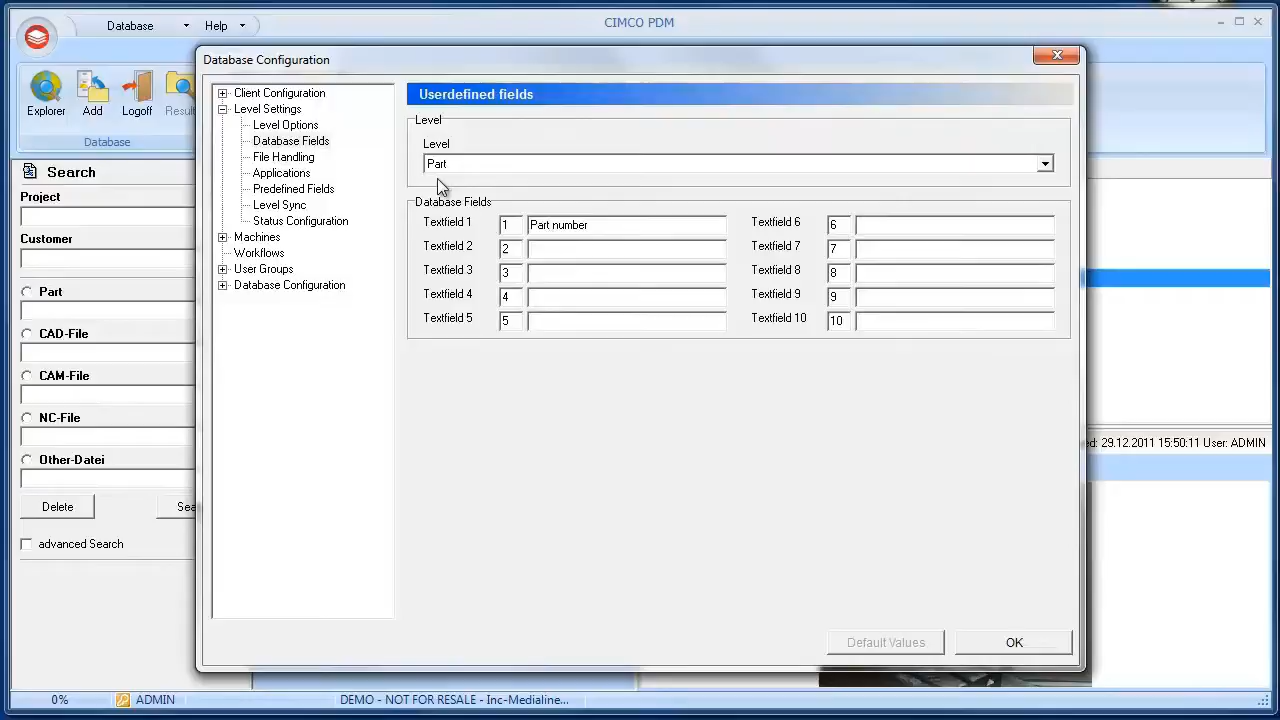 Database
Help
CIMCO PDM
Explorer
Add
Logoff
Result
Database
Search
Project
Customer
Part
CAD-File
CAM-File
NC-File
Other-Datei
Delete
Sea
advanced Search
Database Configuration
Client Configuration
Level Settings
Level Options
Database Fields
File Handling
Applications
Predefined Fields
Level Sync
Status Configuration
Machines
Workflows
User Groups
Database Configuration
Userdefined fields
Level
Level
Part
Database Fields
Textfield 1 1 Part number
Textfield 2 2
Textfield 3 3
Textfield 4 4
Textfield 5 5
Textfield 6 6
Textfield 7 7
Textfield 8 8
Textfield 9 9
Textfield 10 10
Default Values
OK
ed: 29.12.2011 15:50:11 User: ADMIN
0%
ADMIN
DEMO - NOT FOR RESALE - Inc-Medialine...